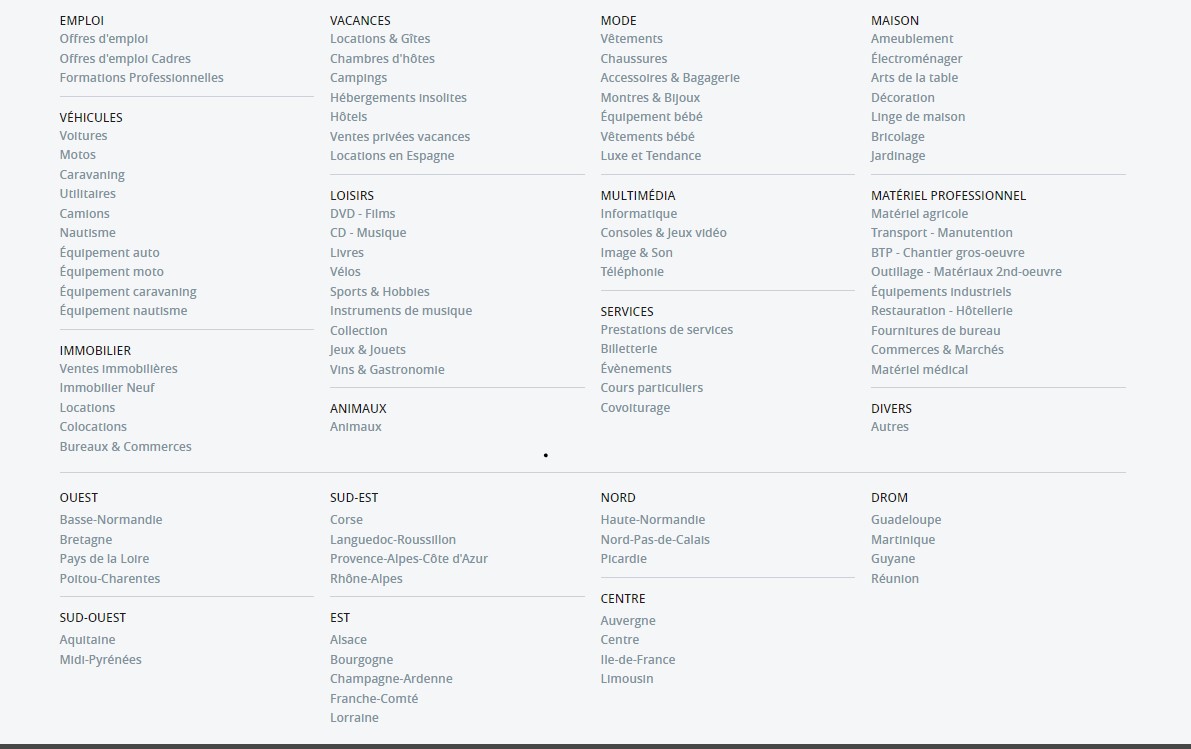 EMPLOI
Offres d'emploi
Offres d'emploi Cadres
Formations Professionnelles
VÉHICULES
Voitures
Motos
Caravaning
Utilitaires
Camions
Nautisme
Équipement auto
Équipement moto
Équipement caravaning
Équipement nautisme
IMMOBILIER
Ventes immobilières
Immobilier Neuf
Locations
Colocations
Bureaux & Commerces
VACANCES
Locations & Gîtes
Chambres d'hôtes
Campings
Hébergements insolites
Hôtels
Ventes privées vacances
Locations en Espagne
LOISIRS
DVD - Films
CD - Musique
Livres
Vélos
Sports & Hobbies
Instruments de musique
Collection
Jeux & Jouets
Vins & Gastronomie
ANIMAUX
Animaux
MODE
Vêtements
Chaussures
Accessoires & Bagagerie
Montres & Bijoux
Équipement bébé
Vêtements bébé
Luxe et Tendance
MULTIMÉDIA
Informatique
Consoles & Jeux vidéo
Image & Son
Téléphonie
SERVICES
Prestations de services
Billetterie
Évènements
Cours particuliers
Covoiturage
MAISON
Ameublement
Électroménager
Arts de la table
Décoration
Linge de maison
Bricolage
Jardinage
MATÉRIEL PROFESSIONNEL
Matériel agricole
Transport - Manutention
BTP - Chantier gros-oeuvre
Outillage - Matériaux 2nd-oeuvre
Équipements industriels
Restauration - Hôtellerie
Fournitures de bureau
Commerces & Marchés
Matériel médical
DIVERS
Autres
OUEST
Basse-Normandie
Bretagne
Pays de la Loire
Poitou-Charentes
SUD-OUEST
Aquitaine
Midi-Pyrénées
SUD-EST
Corse
Languedoc-Roussillon
Provence-Alpes-Côte d'Azur
Rhône-Alpes
EST
Alsace
Bourgogne
Champagne-Ardenne
Franche-Comté
Lorraine
NORD
Haute-Normandie
Nord-Pas-de-Calais
Picardie
CENTRE
Auvergne
Centre
Ile-de-France
Limousin
DROM
Guadeloupe
Martinique
Guyane
Réunion